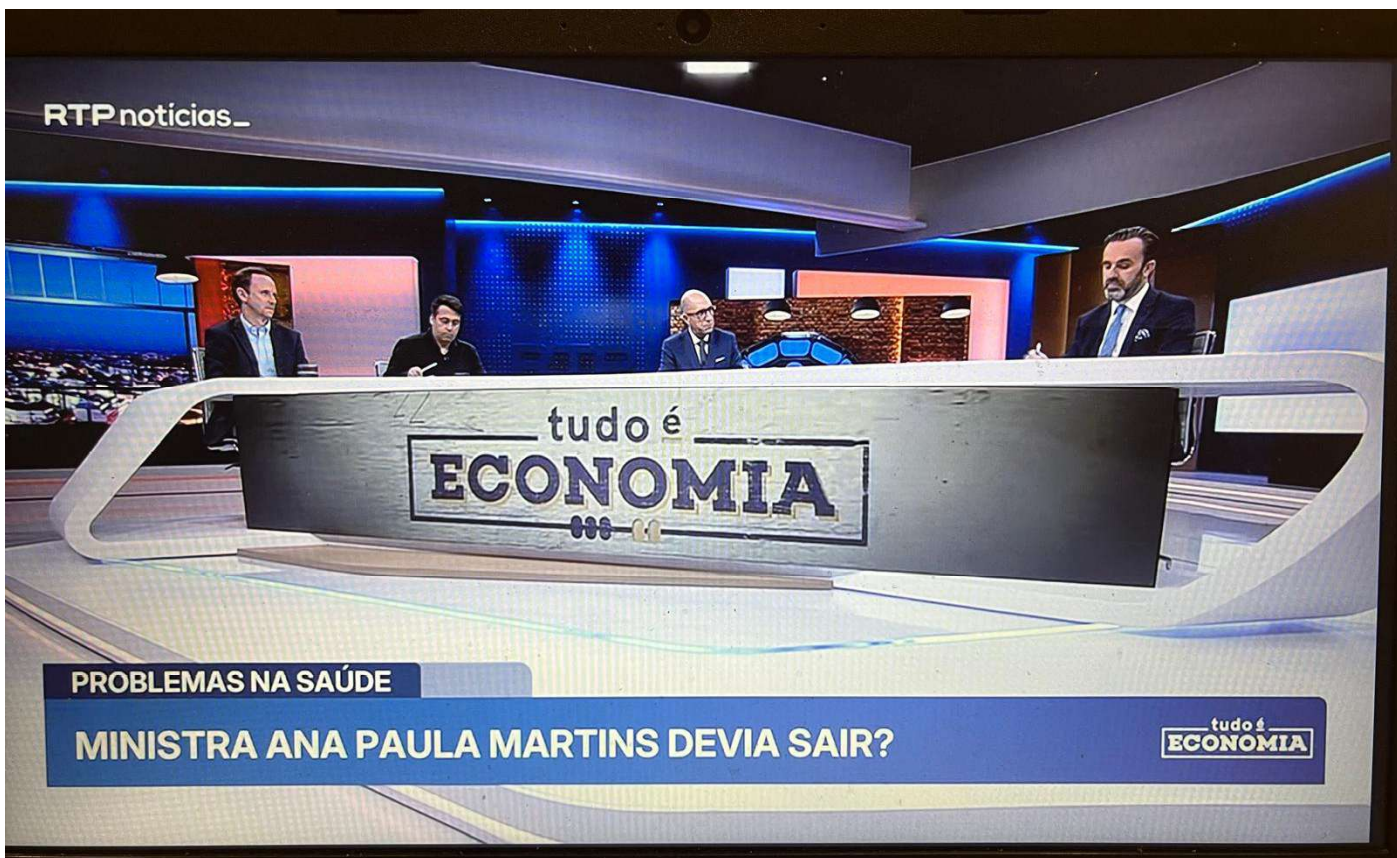 RTP notícias_
tudo é
ECONOMIA
PROBLEMAS NA SAÚDE
MINISTRA ANA PAULA MARTINS DEVIA SAIR?
tudo é
ECONOMIA